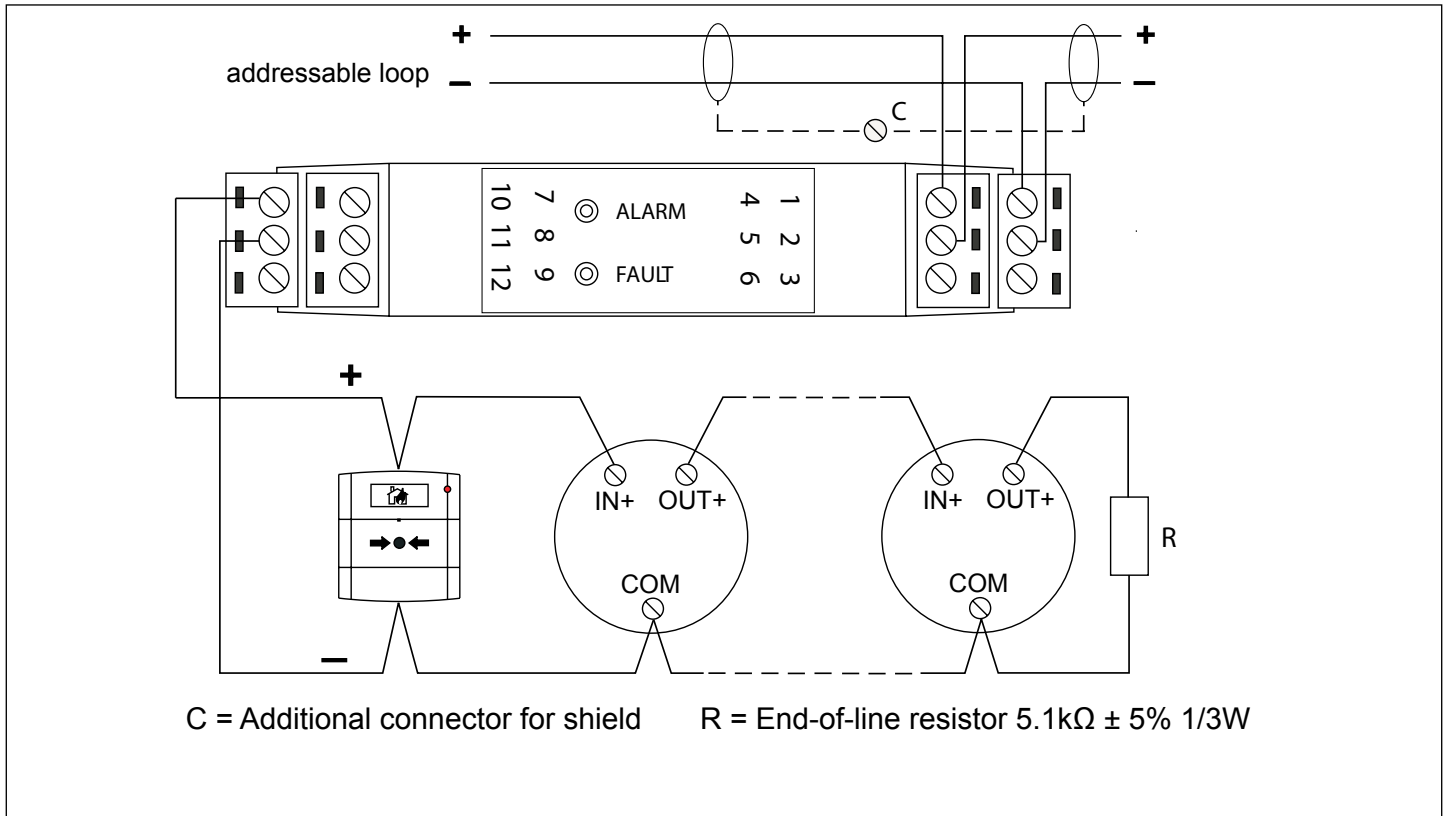 + +
addressable loop − −
C
10 7 ALARM 4 1
11 8 5 2
12 9 FAULT 6 3
+
IN+ OUT+ IN+ OUT+
R
COM COM
−
C = Additional connector for shield R = End-of-line resistor 5.1kΩ ± 5% 1/3W